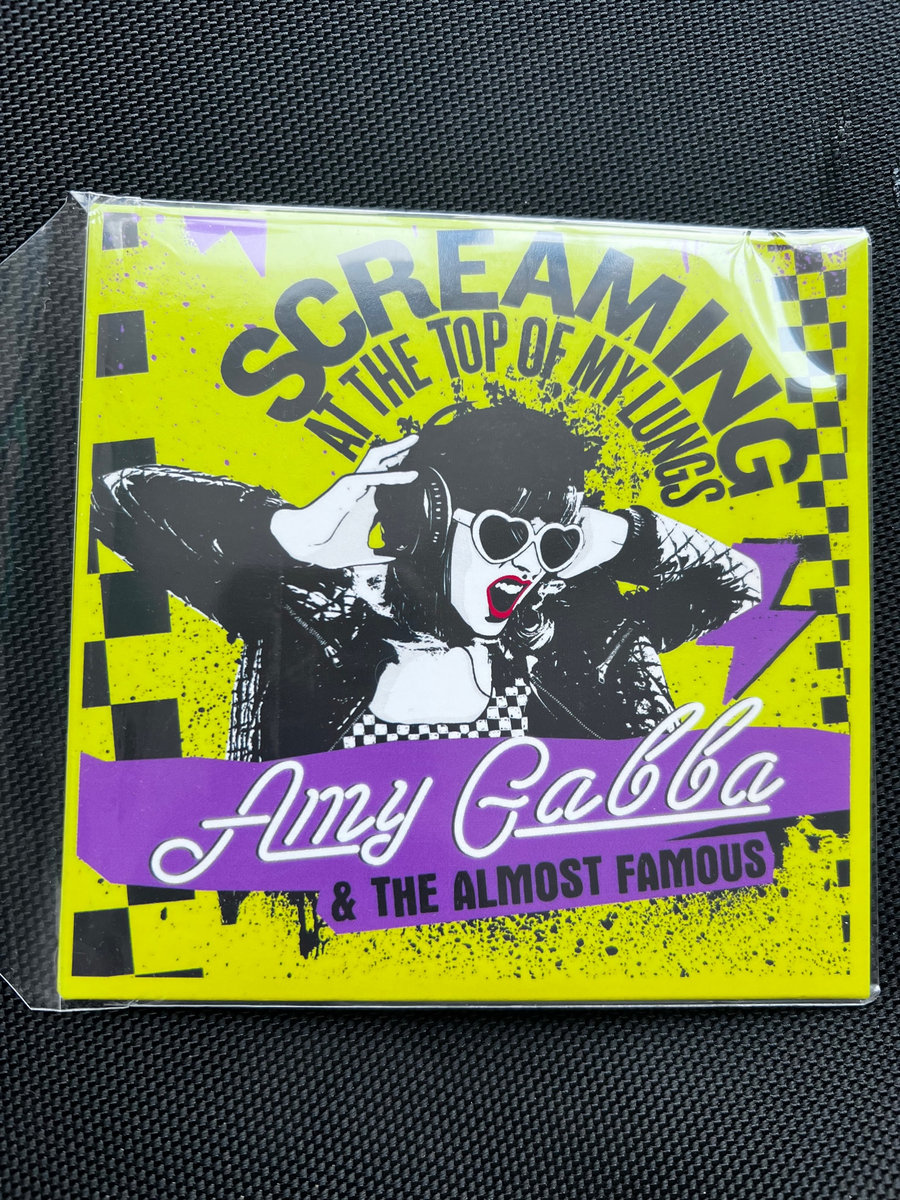 SCREAMING
AT THE TOP OF MY LUNGS
Amy Gabba
& THE ALMOST FAMOUS